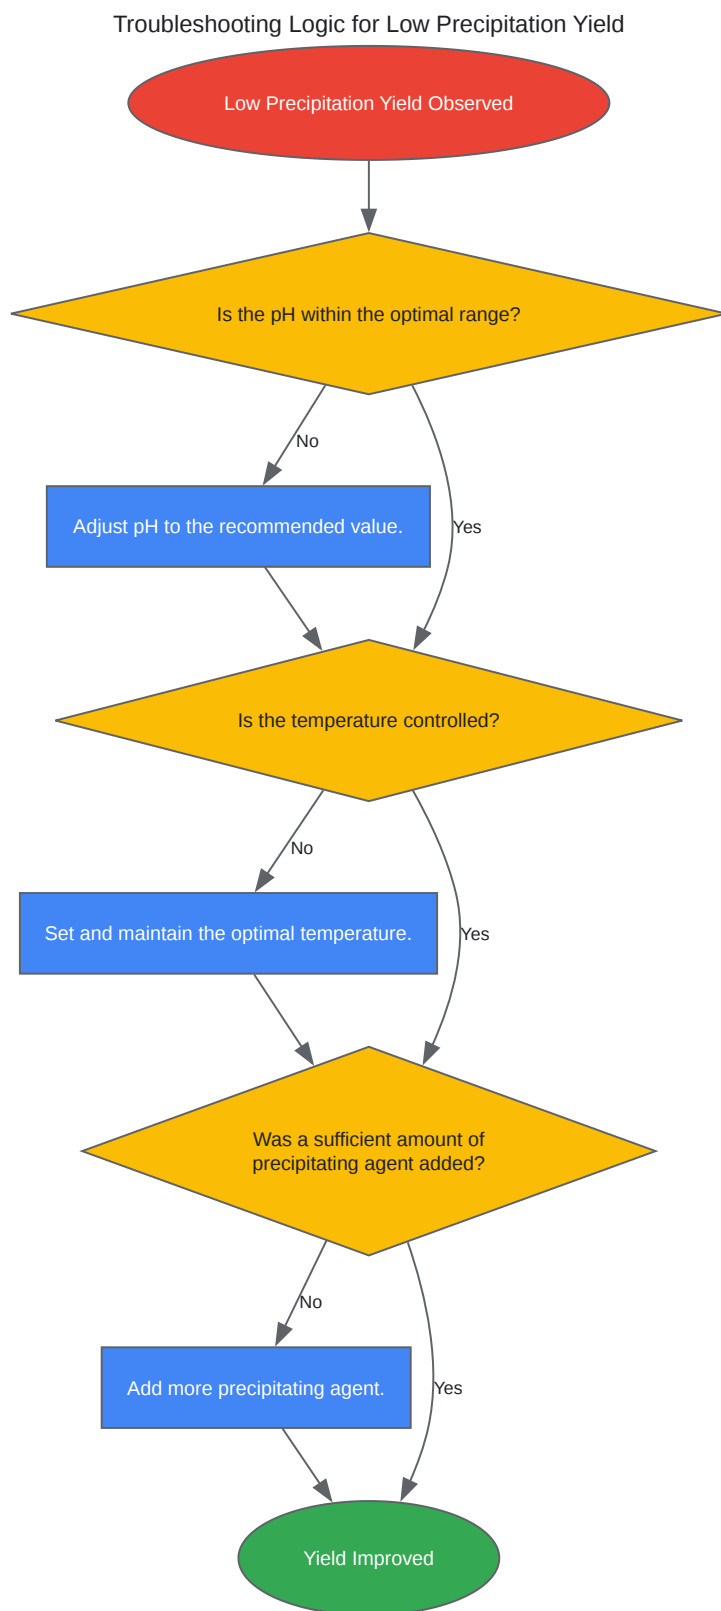 Troubleshooting Logic for Low Precipitation Yield
Low Precipitation Yield Observed
Is the pH within the optimal range?
No
Adjust pH to the recommended value.
Yes
Is the temperature controlled?
No
Set and maintain the optimal temperature.
Yes
Was a sufficient amount of
precipitating agent added?
No
Add more precipitating agent.
Yes
Yield Improved